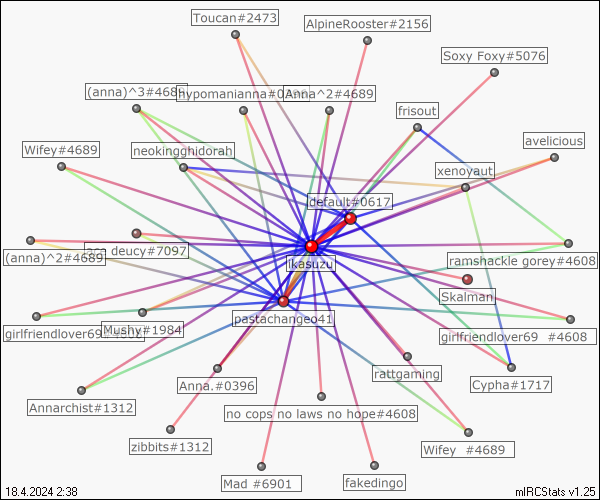 Toucan#2473
AlpineRooster#2156
Soxy Foxy#5076
(anna)^3#4689
hypomanianna#0396
Anna^2#4689
frisout
avelicious
Wifey#4689
neokingghidorah
xenoyaut
default#0617
(anna)^2#4689
deucy#7097
ikasuzu
ramshackle gorey#4608
Skalman
girlfriendlover69
Mushy#1984
pastachangeo41
girlfriendlover69 #4608
Anna.#0396
rattgaming
Cypha#1717
Annarchist#1312
no cops no laws no hope#4608
zibbits#1312
Wifey #4689
Mad #6901
fakedingo
18.4.2024 2:38
mIRCStats v1.25